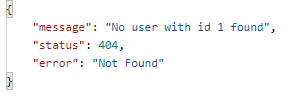 {
"message": "No user with id 1 found",
"status": 404,
"error": "Not Found"
}